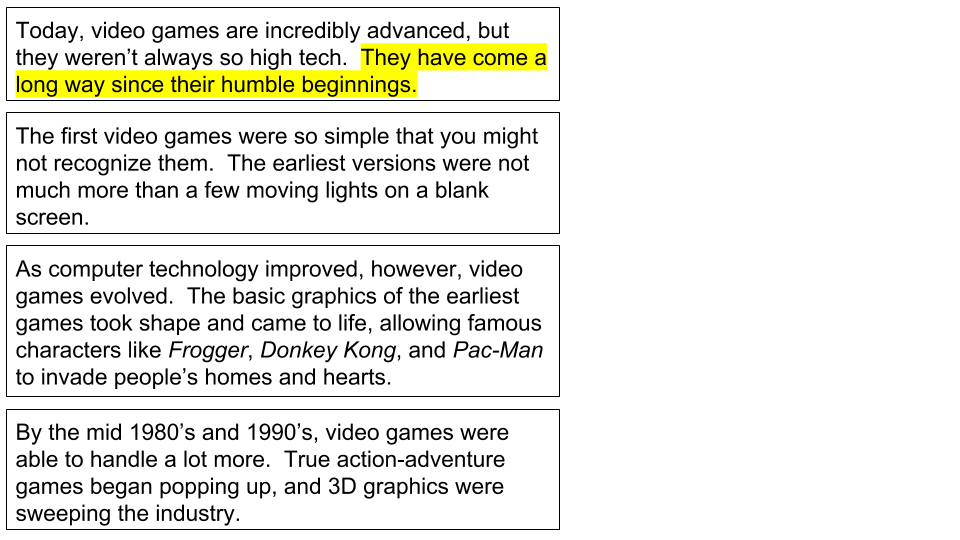 Today, video games are incredibly advanced, but
they weren’t always so high tech.  They have come a
long way since their humble beginnings.
The first video games were so simple that you might
not recognize them.  The earliest versions were not
much more than a few moving lights on a blank
screen.
As computer technology improved, however, video
games evolved.  The basic graphics of the earliest
games took shape and came to life, allowing famous
characters like Frogger, Donkey Kong, and Pac-Man
to invade people’s homes and hearts.
By the mid 1980’s and 1990’s, video games were
able to handle a lot more.  True action-adventure
games began popping up, and 3D graphics were
sweeping the industry.